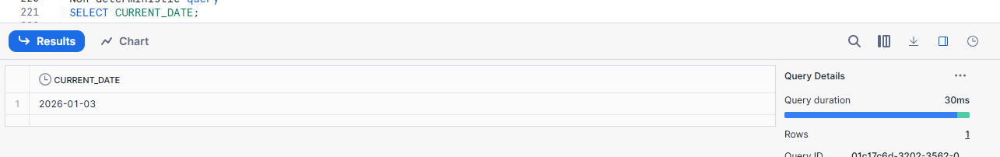 Non deterministic query
221 SELECT CURRENT_DATE;
Results Chart
CURRENT_DATE
1 2026-01-03
Query Details ...
Query duration 30ms
Rows 1
Query ID 01c17c6d-3202-3562-0